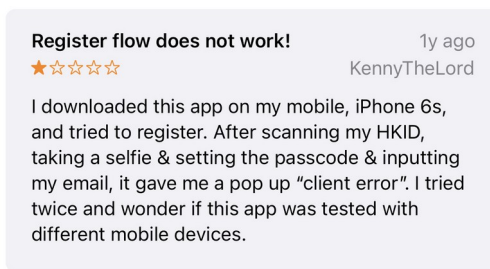 Register flow does not work!
1y ago
★☆☆☆☆
KennyTheLord
I downloaded this app on my mobile, iPhone 6s,
and tried to register. After scanning my HKID,
taking a selfie & setting the passcode & inputting
my email, it gave me a pop up “client error”. I tried
twice and wonder if this app was tested with
different mobile devices.